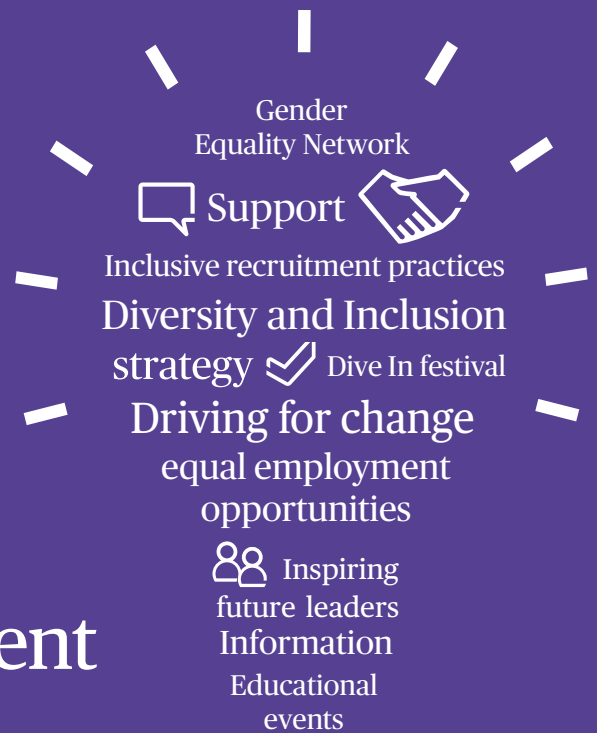 Gender
Equality Network
Support
Inclusive recruitment practices
Diversity and Inclusion
strategy Dive In festival
Driving for change
equal employment
opportunities
Inspiring
future leaders
ent
Information
Educational
events